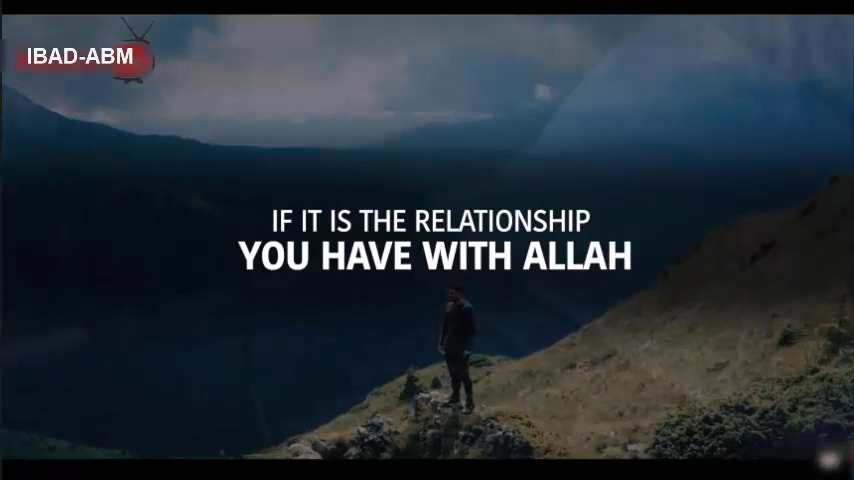 IBAD-ABM
IF IT IS THE RELATIONSHIP
YOU HAVE WITH ALLAH